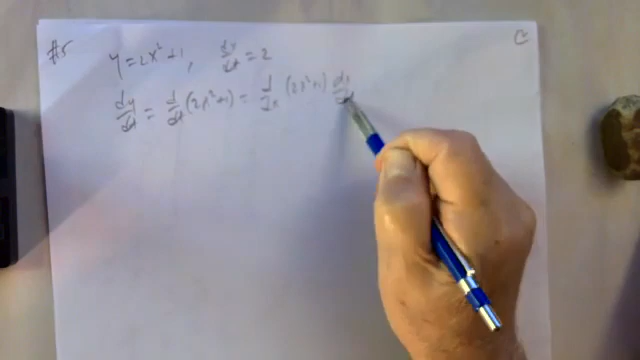 #5 y = 2x² + 1, dx/dt = 2
dy/dt = d/dt (2x² + 1) = d/dx (2x² + 1) dx/dt